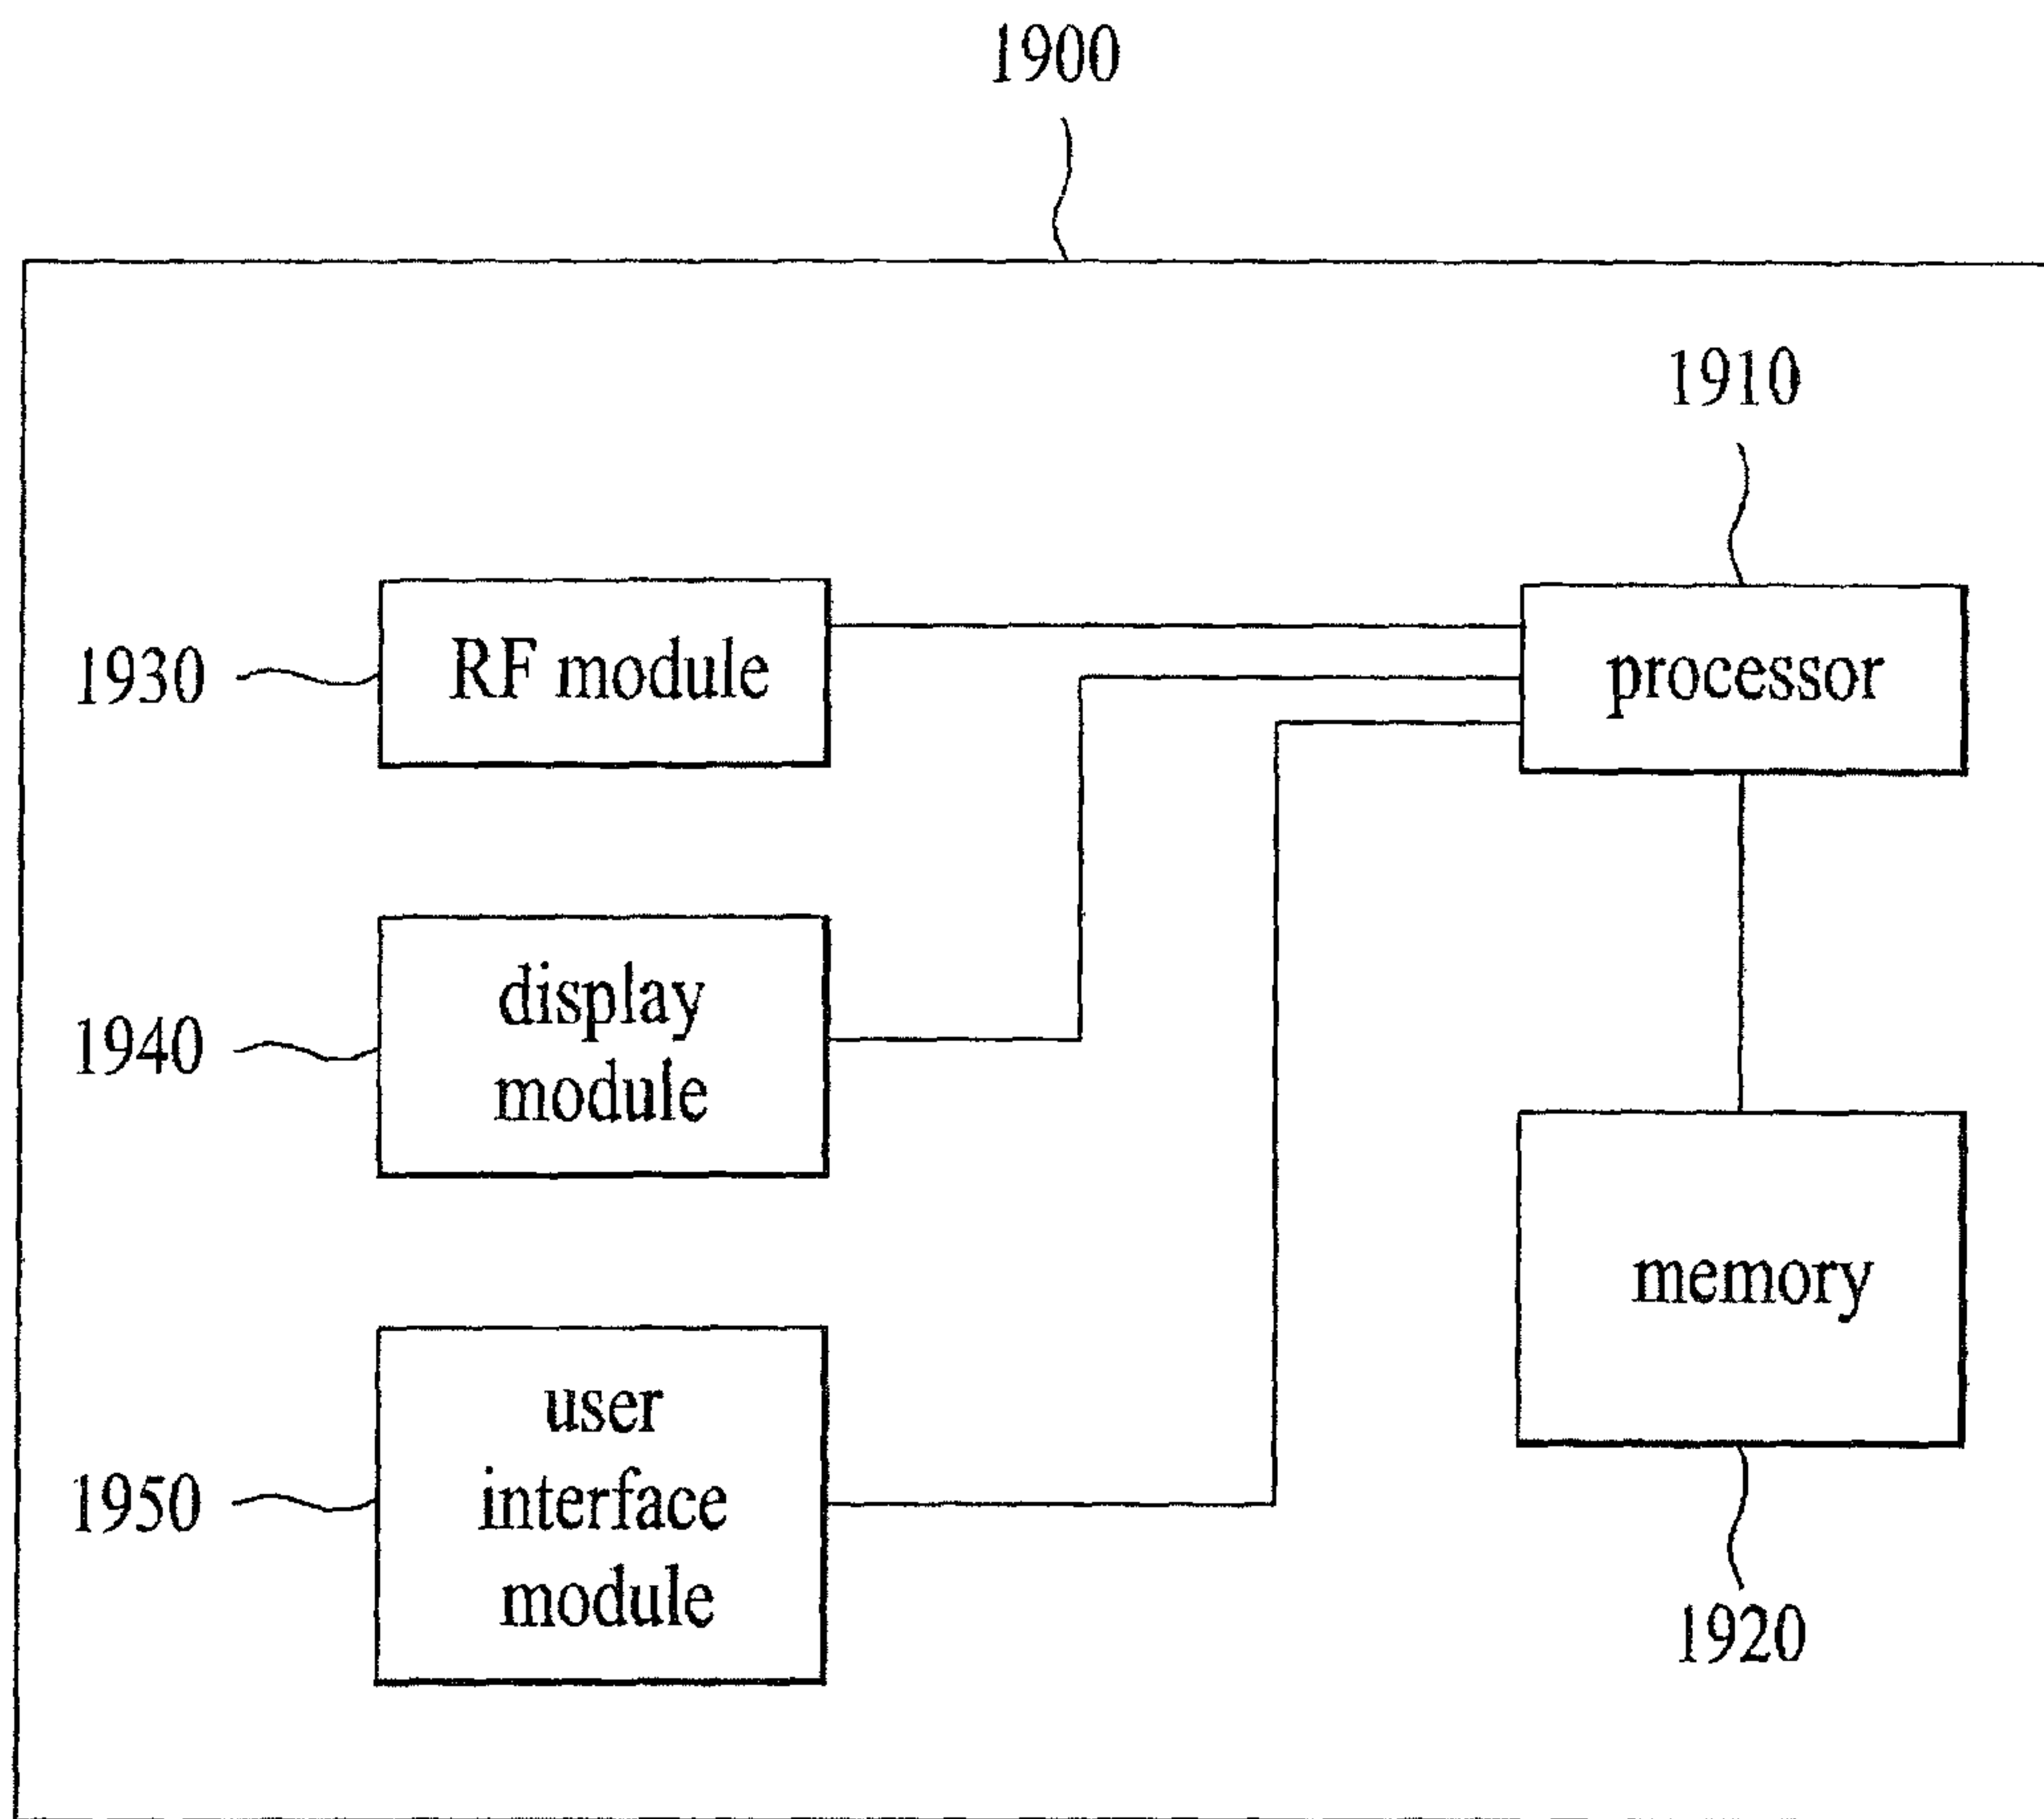 1900
1910
1930
RF module
processor
1940
display
module
memory
1950
user
interface
module
1920